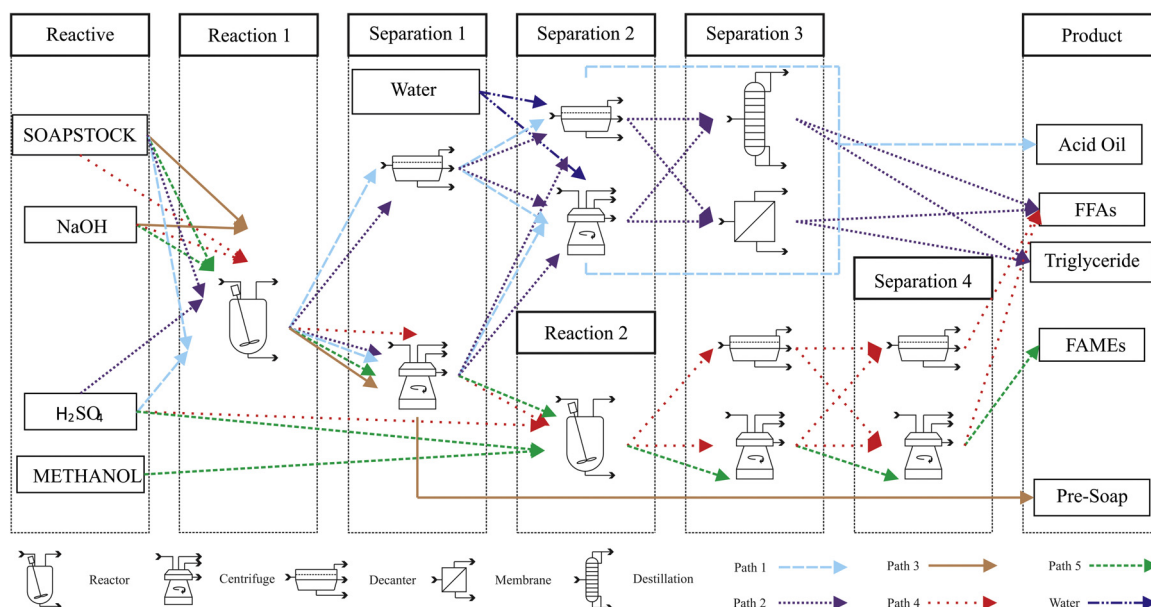 Reactive
Reaction 1
Separation 1
Separation 2
Separation 3
Product
Water
SOAPSTOCK
Acid Oil
NaOH
FFAs
Triglyceride
Separation 4
Reaction 2
FAMEs
H₂SO₄
METHANOL
Pre-Soap
Reactor
Centrifuge
Decanter
Membrane
Destillation
Path 1
Path 3
Path 5
Path 2
Path 4
Water